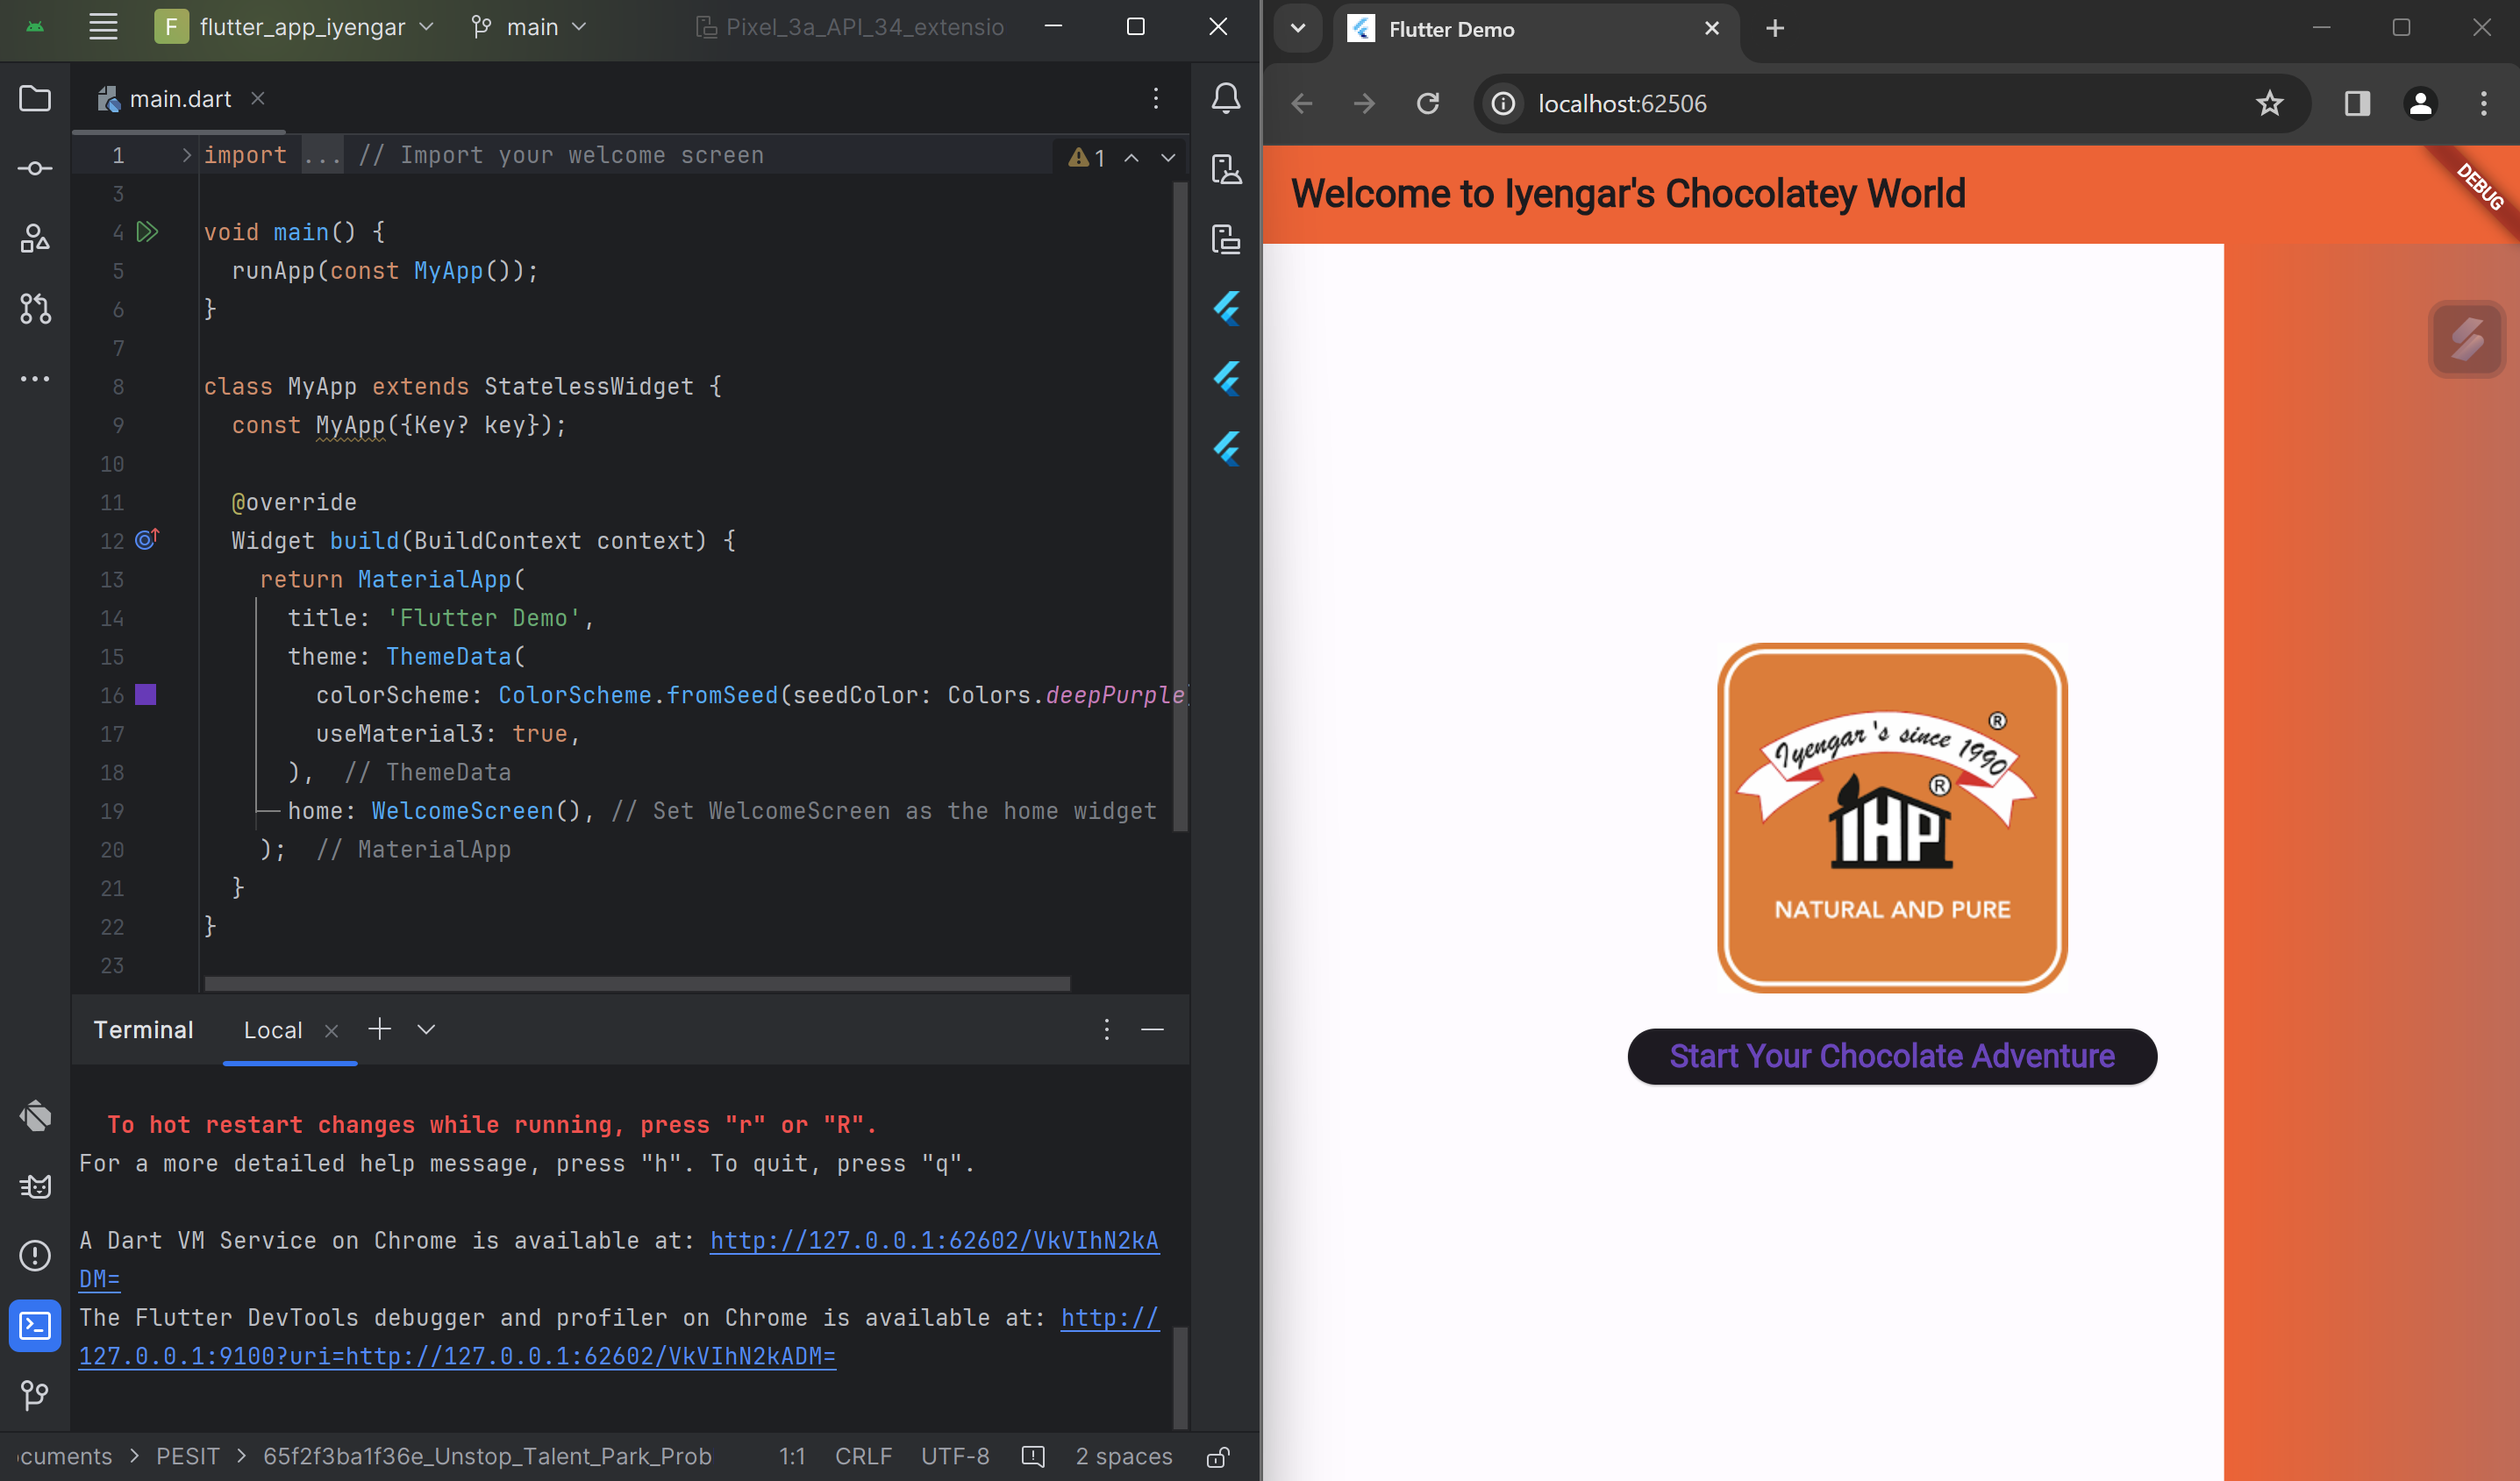 F flutter_app_iyengar main Pixel_3a_API_34_extensio
main.dart
1 import ... // Import your welcome screen 1
3
4 void main() {
5 runApp(const MyApp());
6 }
7
8 class MyApp extends StatelessWidget {
9 const MyApp({Key? key});
10
11 @override
12 Widget build(BuildContext context) {
13 return MaterialApp(
14 title: 'Flutter Demo',
15 theme: ThemeData(
16 colorScheme: ColorScheme.fromSeed(seedColor: Colors.deepPurple
17 useMaterial3: true,
18 ), // ThemeData
19 home: WelcomeScreen(), // Set WelcomeScreen as the home widget
20 ); // MaterialApp
21 }
22 }
23
Terminal Local
To hot restart changes while running, press "r" or "R".
For a more detailed help message, press "h". To quit, press "q".
A Dart VM Service on Chrome is available at: http://127.0.0.1:62602/VkVIhN2kA
DM=
The Flutter DevTools debugger and profiler on Chrome is available at: http://
127.0.0.1:9100?uri=http://127.0.0.1:62602/VkVIhN2kADM=
cuments > PESIT > 65f2f3ba1f36e_Unstop_Talent_Park_Prob 1:1 CRLF UTF-8 2 spaces
Flutter Demo
localhost:62506
Welcome to Iyengar's Chocolatey World
DEBUG
®
Iyengar's since 1990
®
IHP
NATURAL AND PURE
Start Your Chocolate Adventure